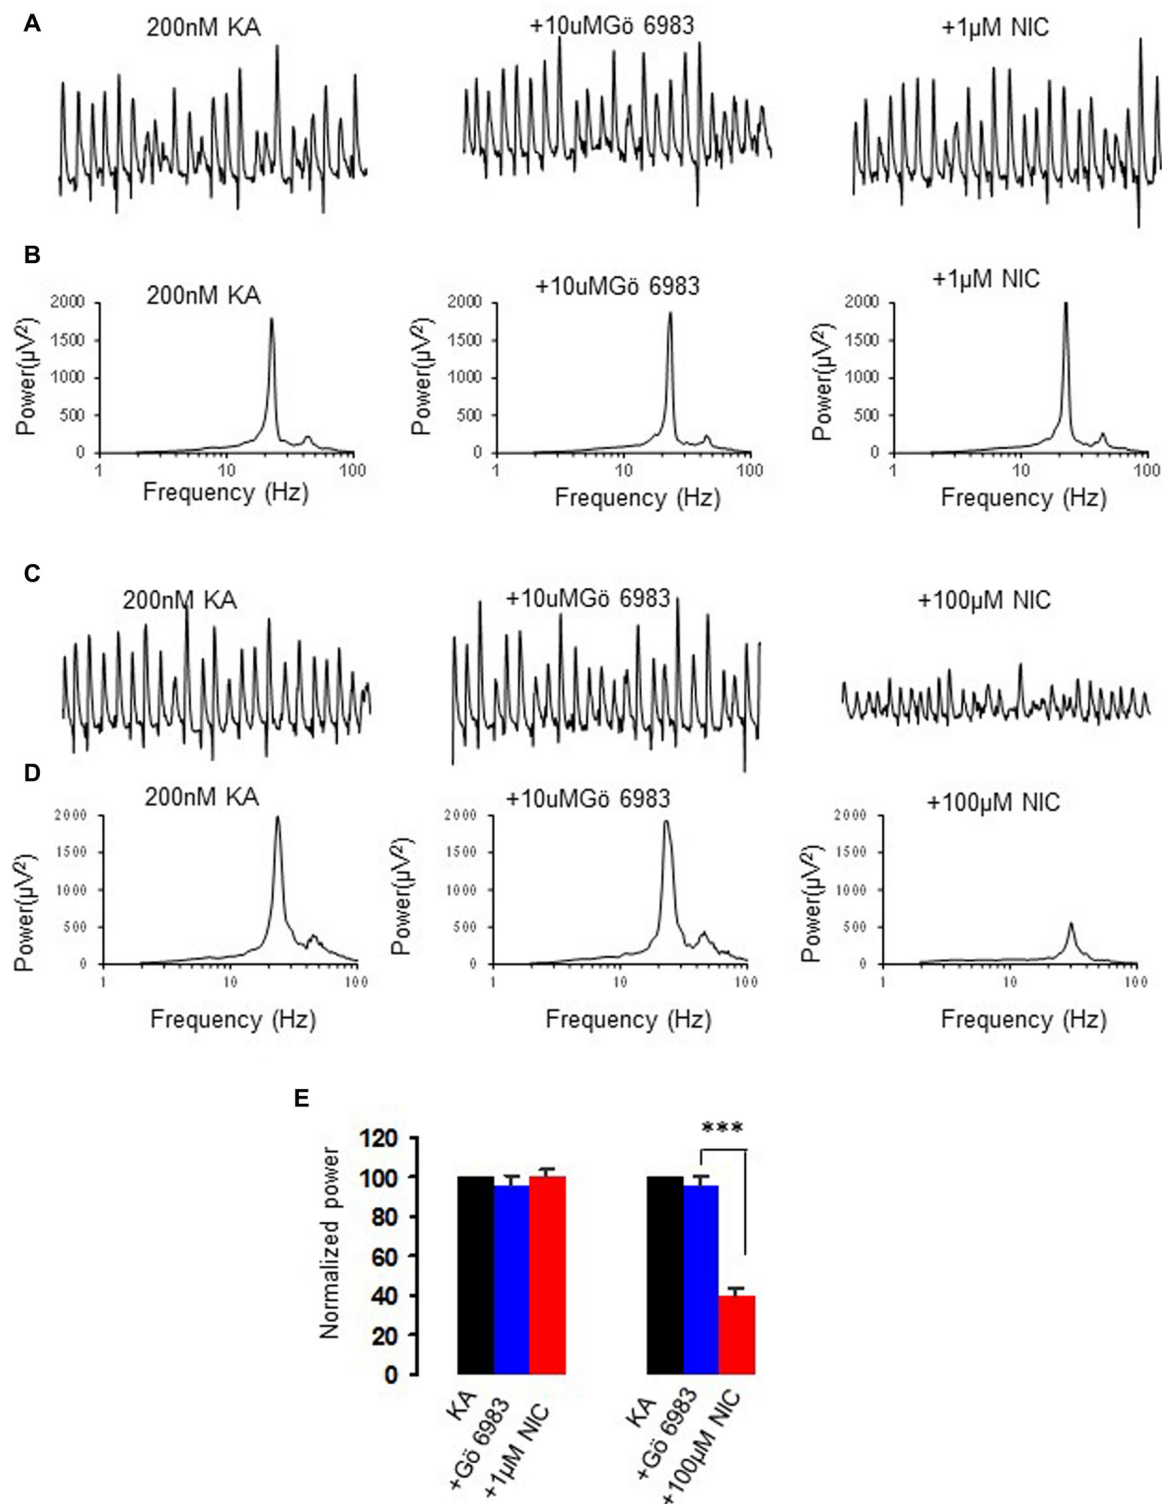 A
200nM KA
+10uMGö 6983
+1µM NIC
B
200nM KA
+10uMGö 6983
+1µM NIC
Power(µV²)
2000
1500
1000
500
0
1
10
100
Frequency (Hz)
Power(µV²)
2000
1500
1000
500
0
1
10
100
Frequency (Hz)
Power(µV²)
2000
1500
1000
500
0
1
10
100
Frequency (Hz)
C
200nM KA
+10uMGö 6983
+100µM NIC
D
200nM KA
+10uMGö 6983
+100µM NIC
Power(µV²)
2000
1500
1000
500
0
1
10
100
Frequency (Hz)
Power(µV²)
2000
1500
1000
500
0
1
10
100
Frequency (Hz)
Power(µV²)
2000
1500
1000
500
0
1
10
100
Frequency (Hz)
E
Normalized power
120
100
80
60
40
20
0
***
KA
+Gö 6983
+1µM NIC
KA
+Gö 6983
+100µM NIC